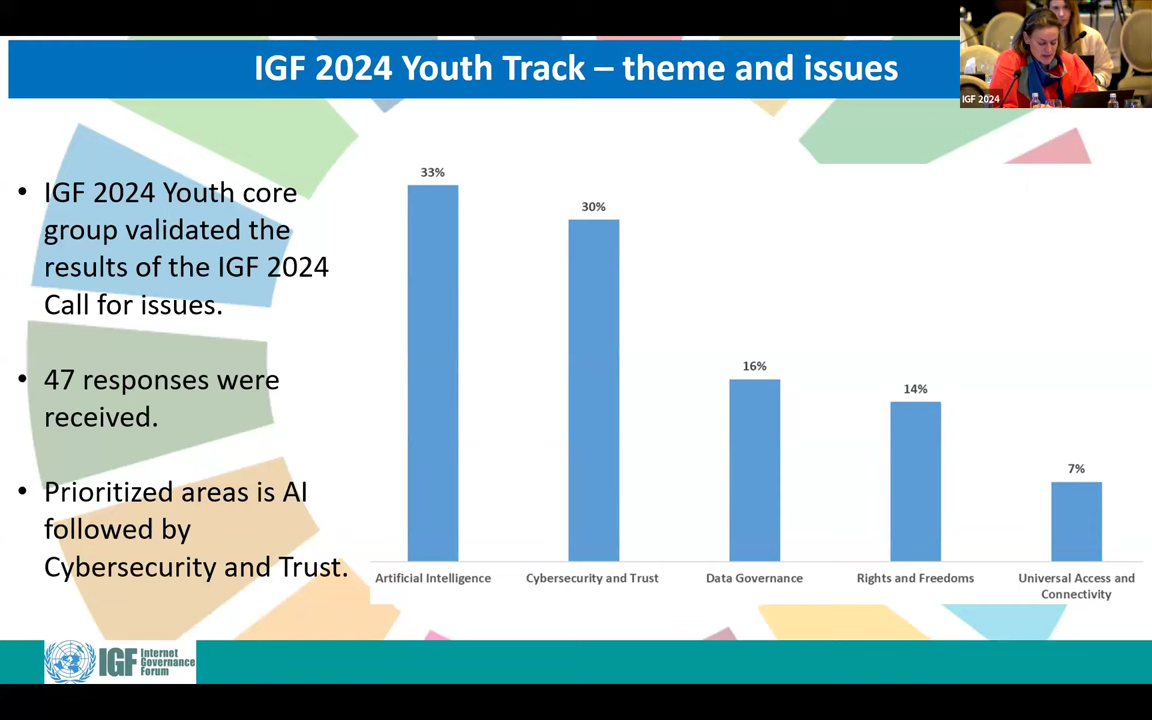 IGF 2024 Youth Track – theme and issues
IGF 2024
• IGF 2024 Youth core
group validated the
results of the IGF 2024
Call for issues.
• 47 responses were
received.
• Prioritized areas is AI
followed by
Cybersecurity and Trust.
33%
30%
16%
14%
7%
Artificial Intelligence
Cybersecurity and Trust
Data Governance
Rights and Freedoms
Universal Access and
Connectivity
IGF
Internet
Governance
Forum